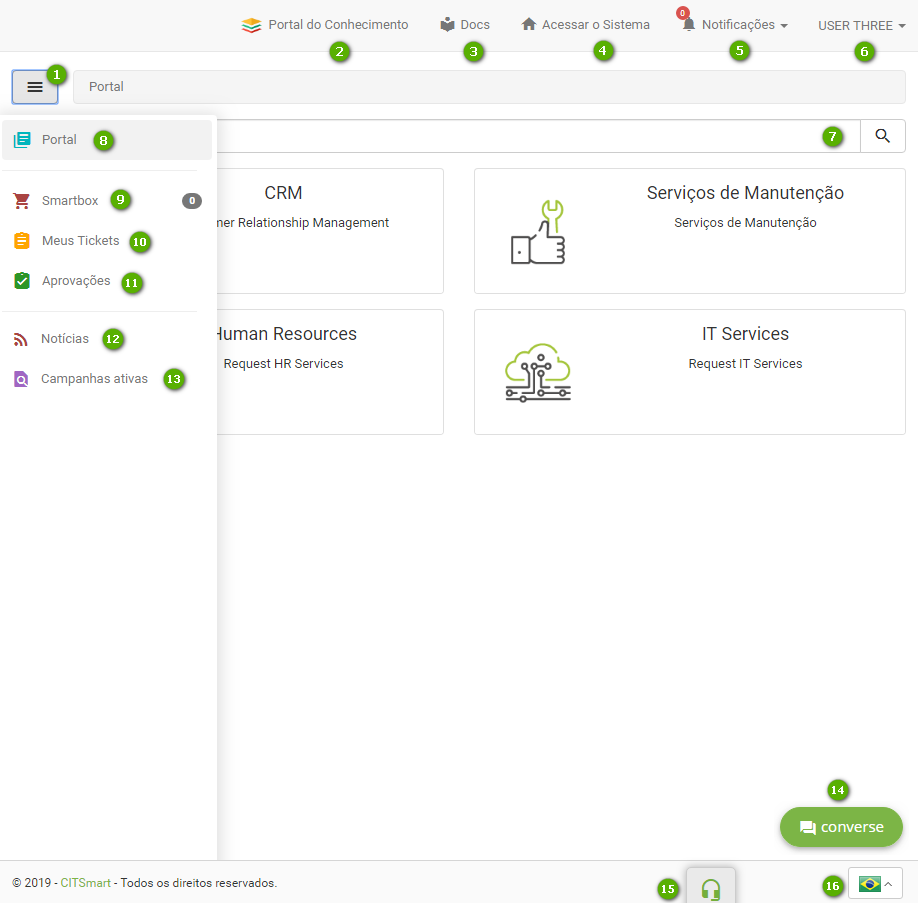 Portal do Conhecimento Docs Acessar o Sistema 0 Notificações USER THREE
2 3 4 5 6
1 Portal
Portal 8 7
CRM
mer Relationship Management
Serviços de Manutenção
Serviços de Manutenção
Smartbox 9 0
Meus Tickets 10
Aprovações 11
Human Resources
Request HR Services
IT Services
Request IT Services
Notícias 12
Campanhas ativas 13
14
converse
© 2019 - CITSmart - Todos os direitos reservados. 15 16